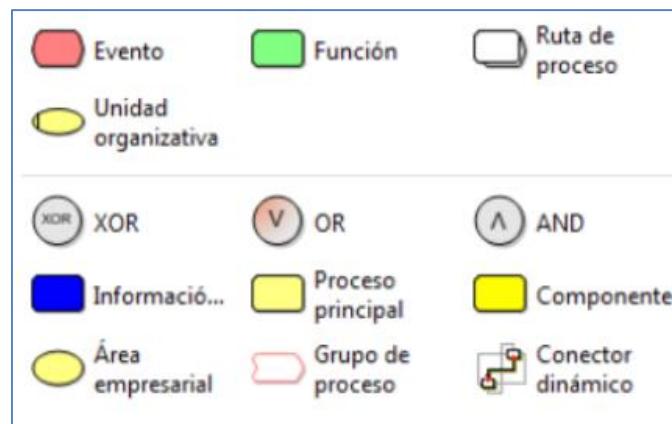 Evento
Función
Ruta de
proceso
Unidad
organizativa
XOR
XOR
V
OR
Λ
AND
Informació...
Proceso
principal
Componente
Área
empresarial
Grupo de
proceso
Conector
dinámico